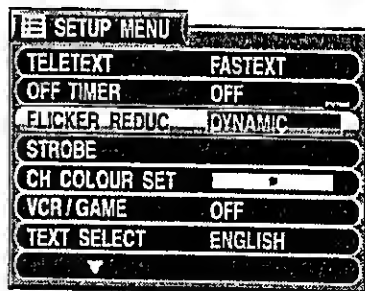 SETUP MENU
TELETEXT FASTEXT
OFF TIMER OFF
FLICKER REDUC DYNAMIC
STROBE
CH COLOUR SET
VCR/GAME OFF
TEXT SELECT ENGLISH